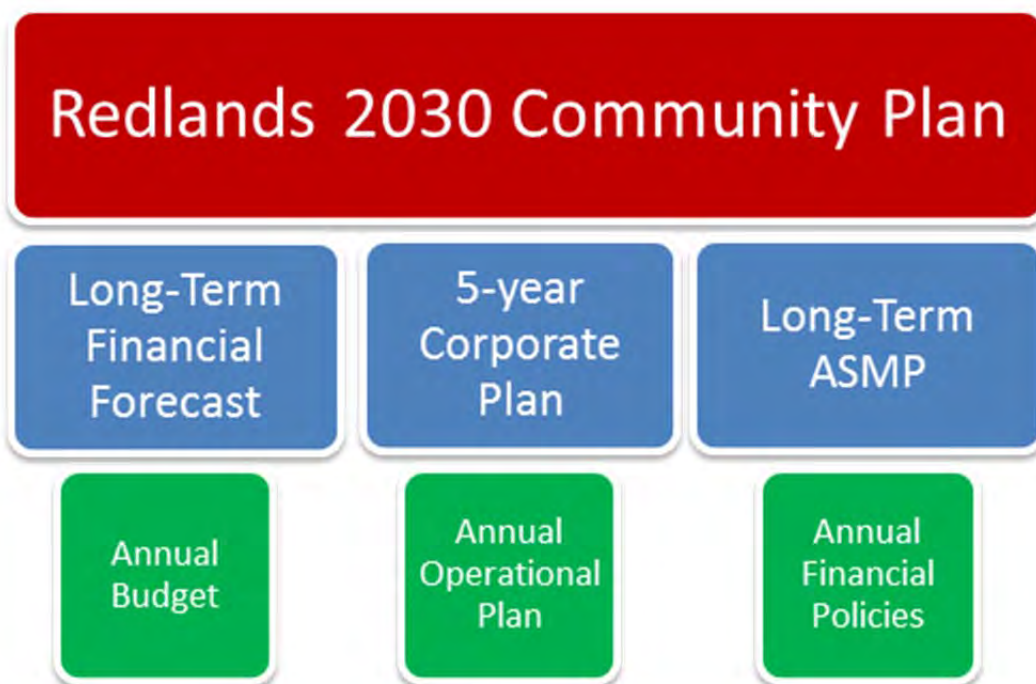 Redlands 2030 Community Plan
Long-Term
Financial
Forecast
5-year
Corporate
Plan
Long-Term
ASMP
Annual
Budget
Annual
Operational
Plan
Annual
Financial
Policies